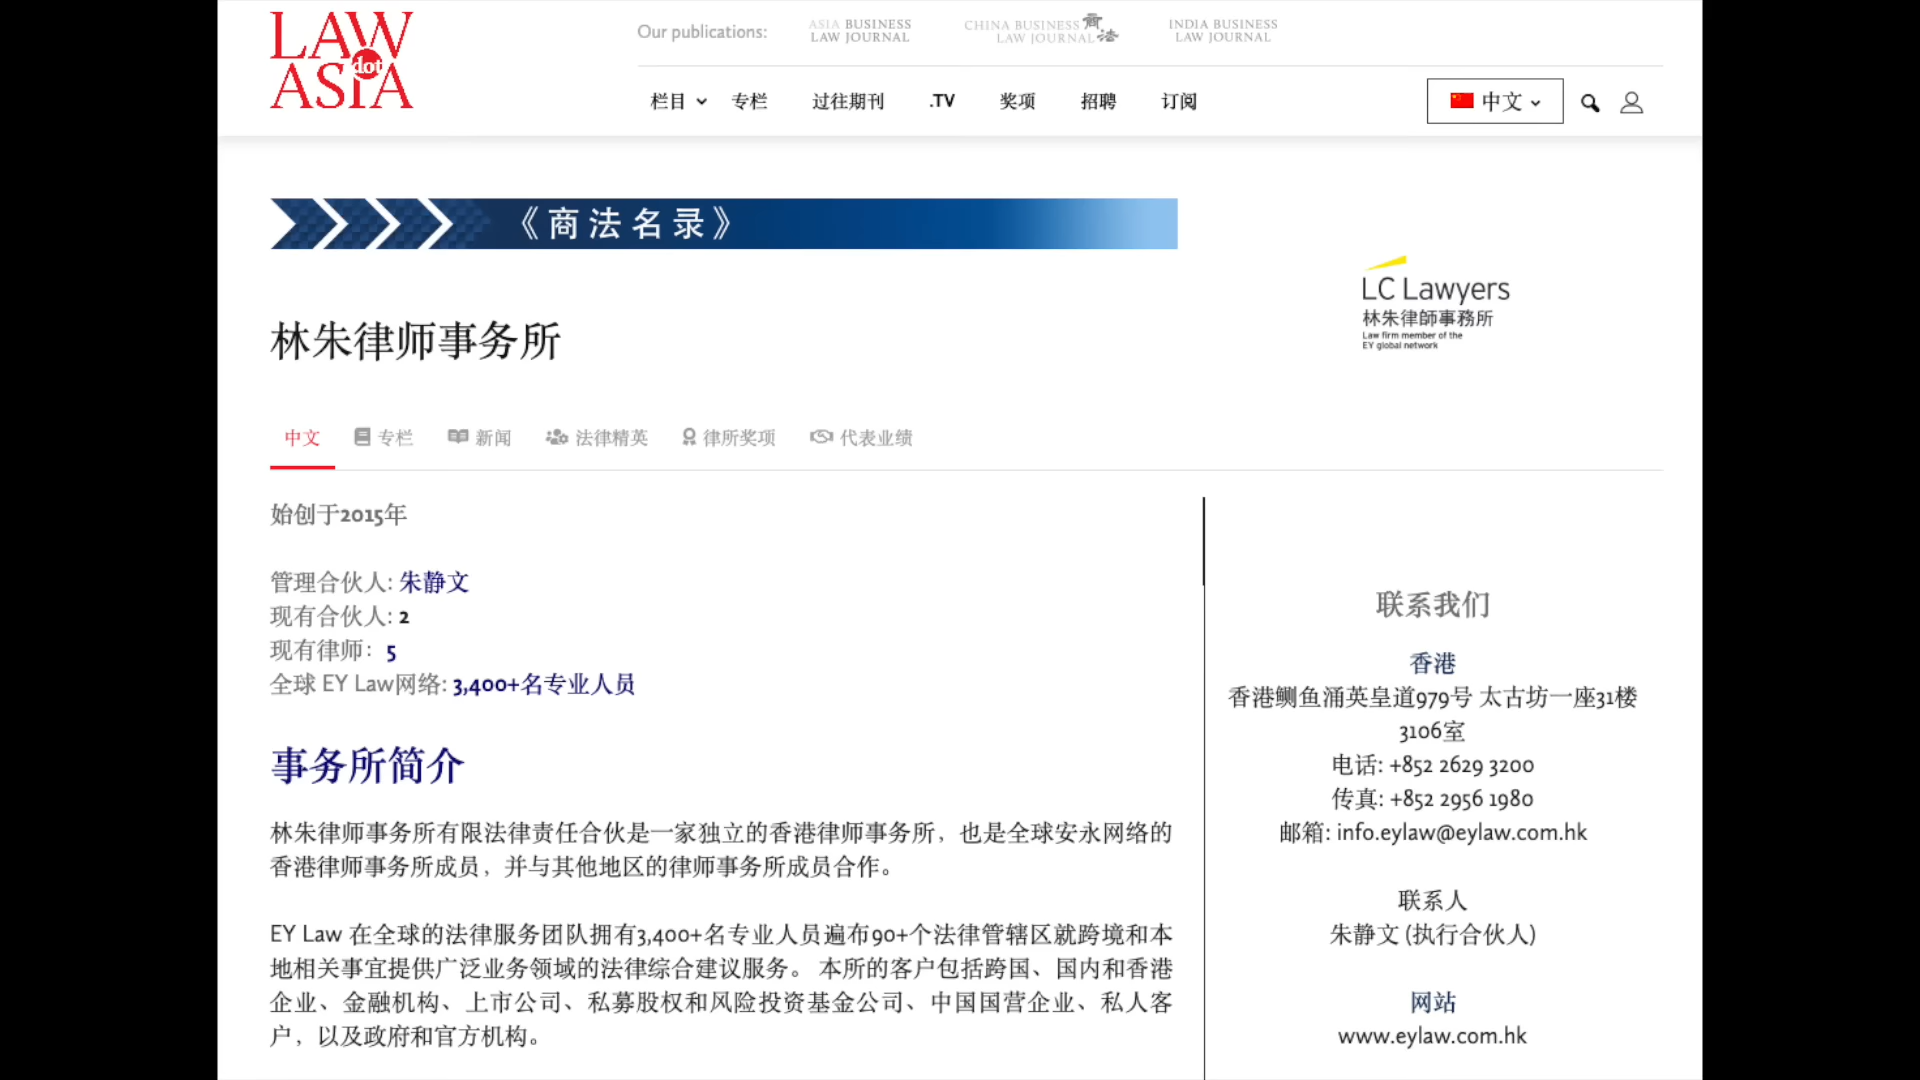 LAW
dot
ASIA
Our publications:
ASIA BUSINESS
LAW JOURNAL
CHINA BUSINESS 商
LAW JOURNAL 法
INDIA BUSINESS
LAW JOURNAL
栏目 专栏 过往期刊 .TV 奖项 招聘 订阅
中文
《商法名录》
LC Lawyers
林朱律師事務所
Law firm member of the
EY global network
林朱律师事务所
中文 专栏 新闻 法律精英 律所奖项 代表业绩
始创于2015年
管理合伙人: 朱静文
现有合伙人: 2
现有律师： 5
全球 EY Law网络: 3,400+名专业人员
事务所简介
林朱律师事务所有限法律责任合伙是一家独立的香港律师事务所，也是全球安永网络的
香港律师事务所成员，并与其他地区的律师事务所成员合作。
EY Law 在全球的法律服务团队拥有3,400+名专业人员遍布90+个法律管辖区就跨境和本
地相关事宜提供广泛业务领域的法律综合建议服务。 本所的客户包括跨国、国内和香港
企业、金融机构、上市公司、私募股权和风险投资基金公司、中国国营企业、私人客
户，以及政府和官方机构。
联系我们
香港
香港鲗鱼涌英皇道979号 太古坊一座31楼
3106室
电话: +852 2629 3200
传真: +852 2956 1980
邮箱: info.eylaw@eylaw.com.hk
联系人
朱静文 (执行合伙人)
网站
www.eylaw.com.hk